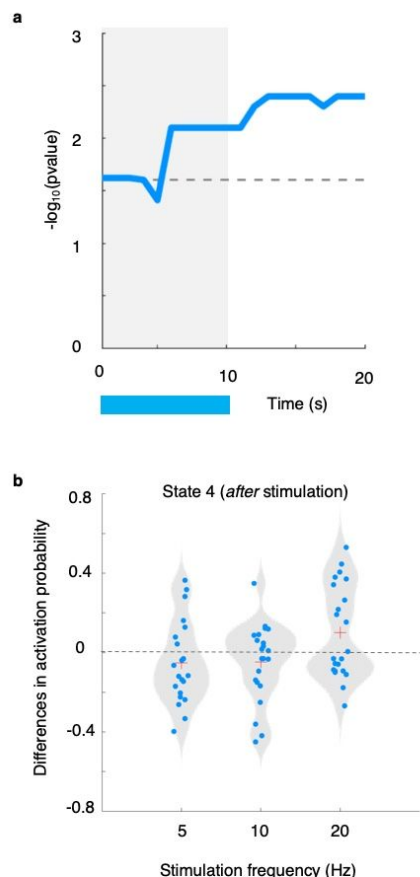 a
3
2
1
0
-log10(pvalue)
0 10 20
Time (s)
b
State 4 (after stimulation)
0.8
0.4
0
-0.4
-0.8
Differences in activation probability
5 10 20
Stimulation frequency (Hz)